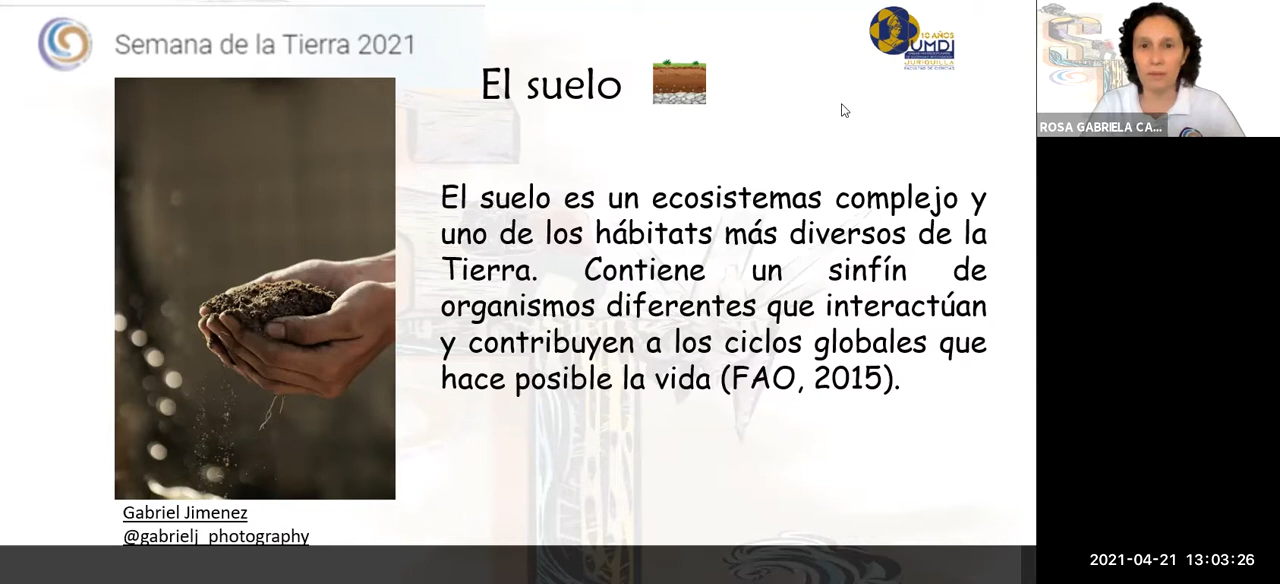 Semana de la Tierra 2021
10 AÑOS
UMDI
JURIQUILLA
FACULTAD DE CIENCIAS
El suelo
El suelo es un ecosistemas complejo y
uno de los hábitats más diversos de la
Tierra. Contiene un sinfín de
organismos diferentes que interactúan
y contribuyen a los ciclos globales que
hace posible la vida (FAO, 2015).
Gabriel Jimenez
@gabrielj_photography
ROSA GABRIELA CA...
2021-04-21 13:03:26